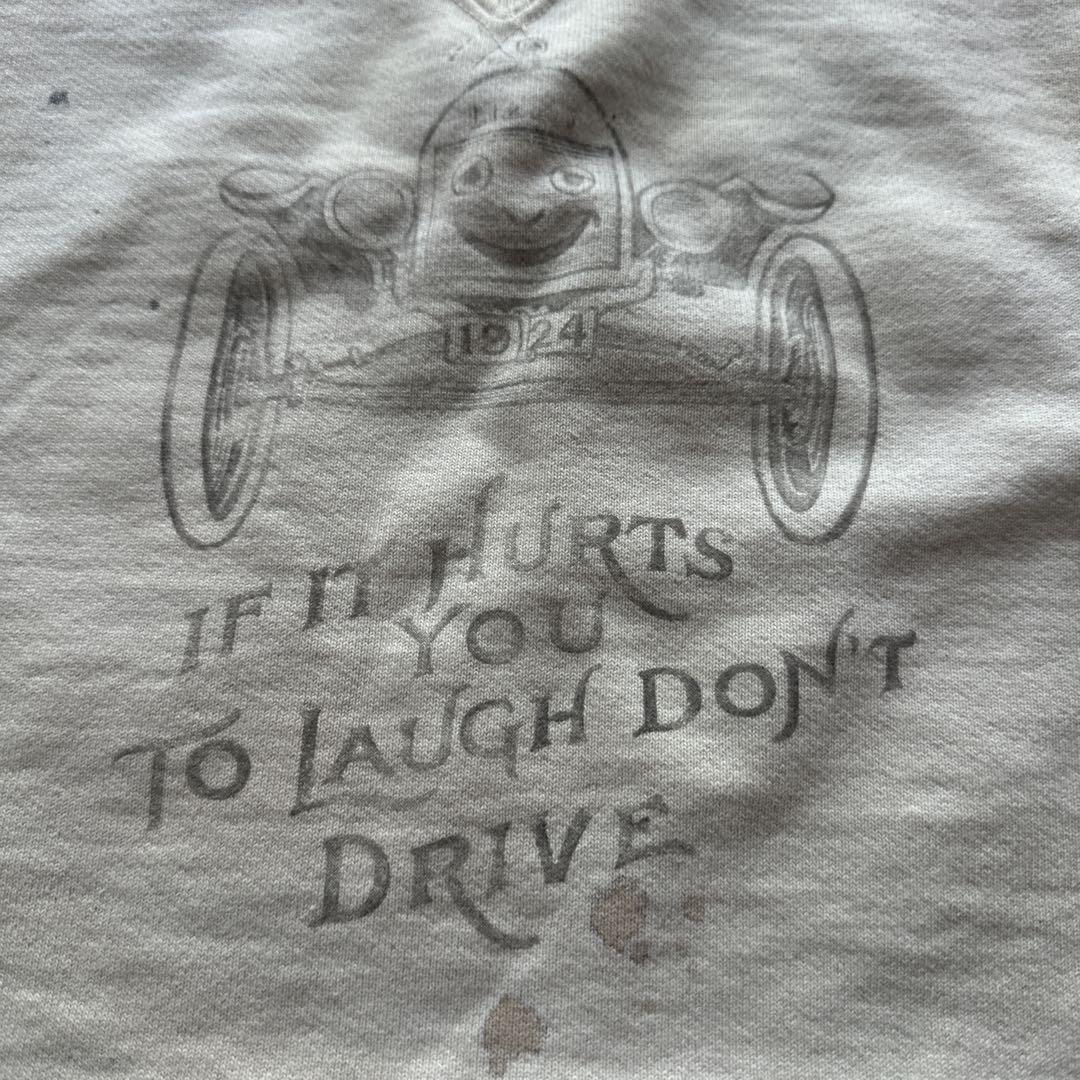 1924
IF IT HURTS
YOU
TO LAUGH DON'T
DRIVE